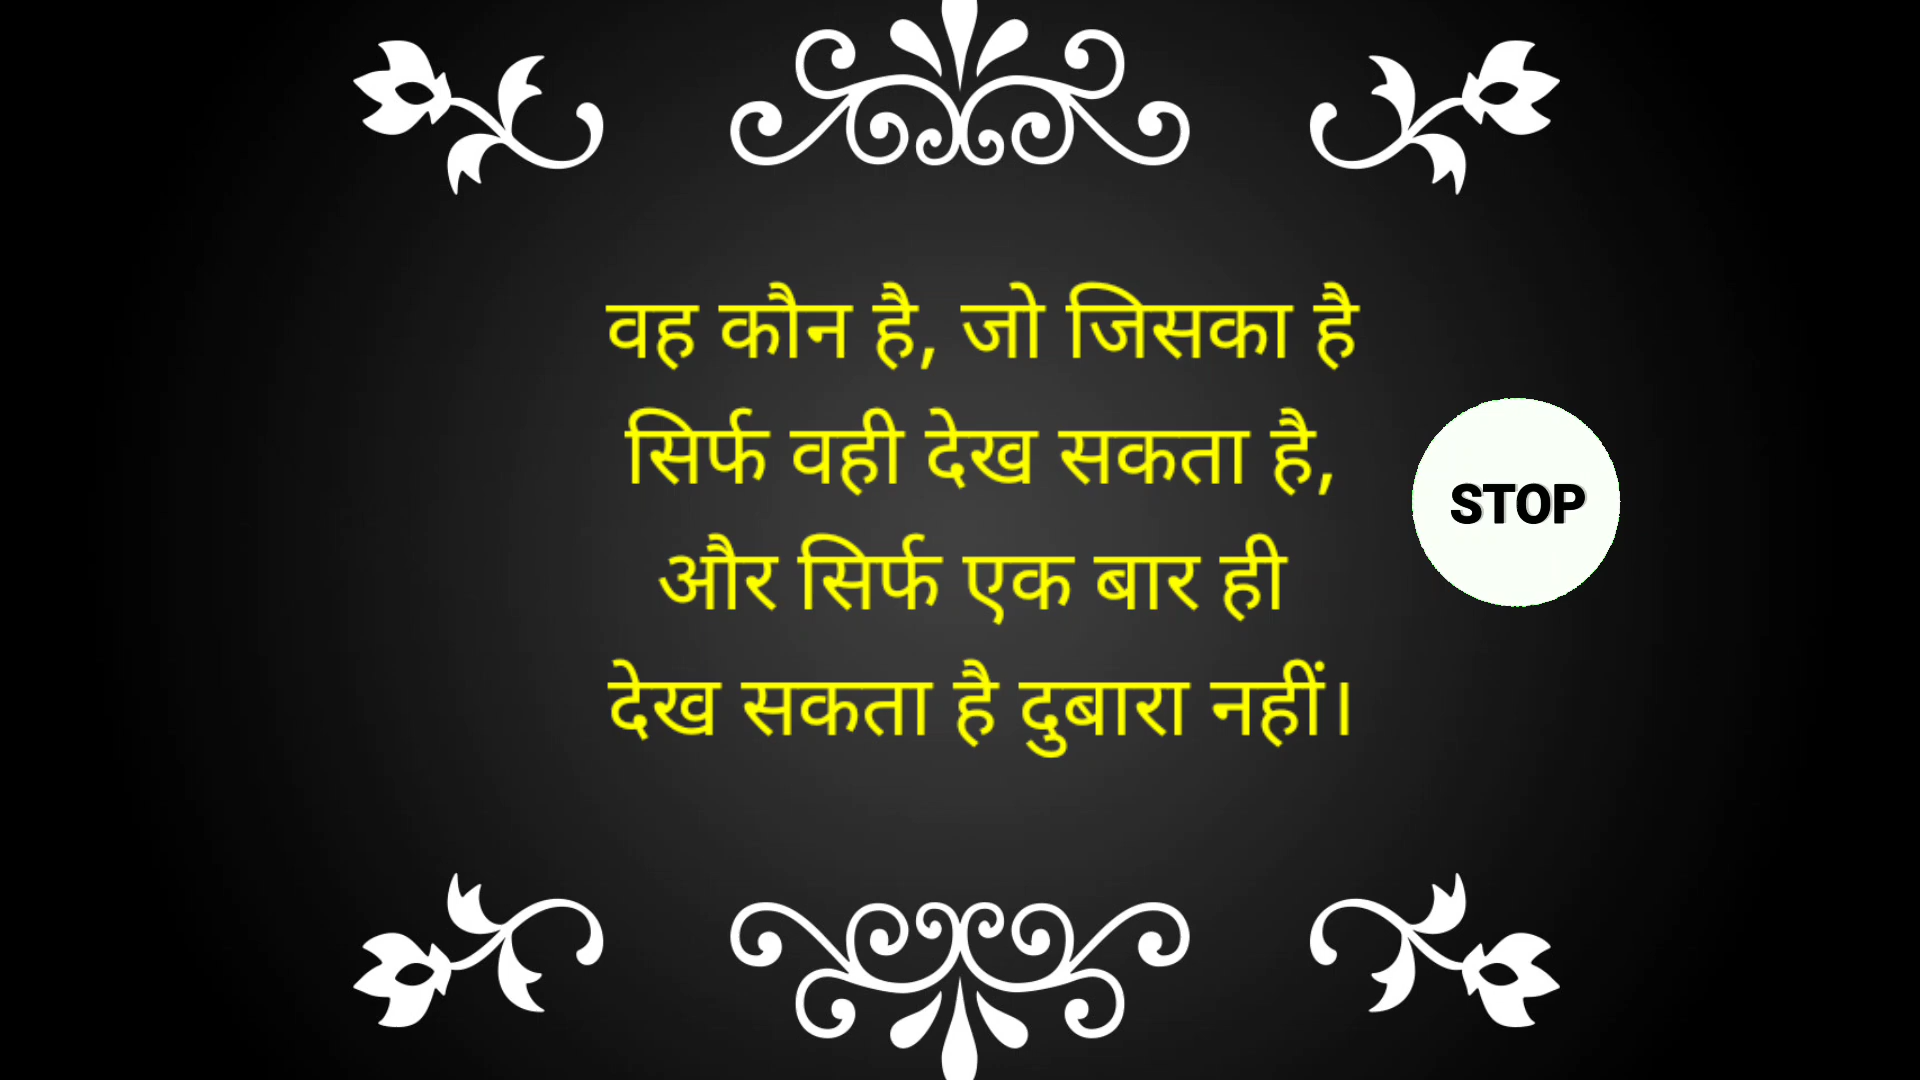 वह कौन है, जो जिसका है
सिर्फ वही देख सकता है,
और सिर्फ एक बार ही
देख सकता है दुबारा नहीं।
STOP